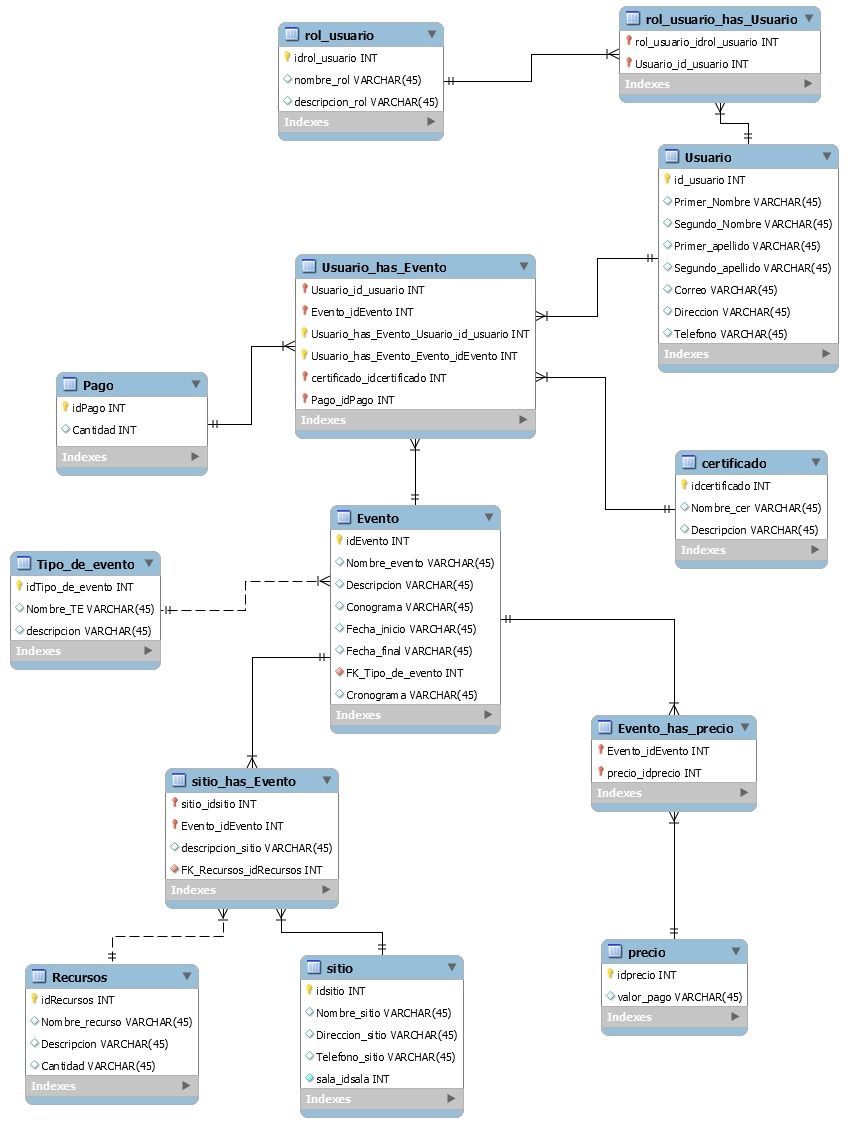 rol_usuario
idrol_usuario INT
nombre_rol VARCHAR(45)
descripcion_rol VARCHAR(45)
Indexes
rol_usuario_has_Usuario
rol_usuario_idrol_usuario INT
Usuario_id_usuario INT
Indexes
Usuario
id_usuario INT
Primer_Nombre VARCHAR(45)
Segundo_Nombre VARCHAR(45)
Primer_apellido VARCHAR(45)
Segundo_apellido VARCHAR(45)
Correo VARCHAR(45)
Direccion VARCHAR(45)
Telefono VARCHAR(45)
Indexes
Usuario_has_Evento
Usuario_id_usuario INT
Evento_idEvento INT
Usuario_has_Evento_Usuario_id_usuario INT
Usuario_has_Evento_Evento_idEvento INT
certificado_idcertificado INT
Pago_idPago INT
Indexes
Pago
idPago INT
Cantidad INT
Indexes
certificado
idcertificado INT
Nombre_cer VARCHAR(45)
Descripcion VARCHAR(45)
Indexes
Evento
idEvento INT
Nombre_evento VARCHAR(45)
Descripcion VARCHAR(45)
Conograma VARCHAR(45)
Fecha_inicio VARCHAR(45)
Fecha_final VARCHAR(45)
FK_Tipo_de_evento INT
Cronograma VARCHAR(45)
Indexes
Tipo_de_evento
idTipo_de_evento INT
Nombre_TE VARCHAR(45)
descripcion VARCHAR(45)
Indexes
Evento_has_precio
Evento_idEvento INT
precio_idprecio INT
Indexes
sitio_has_Evento
sitio_idsitio INT
Evento_idEvento INT
descripcion_sitio VARCHAR(45)
FK_Recursos_idRecursos INT
Indexes
Recursos
idRecursos INT
Nombre_recurso VARCHAR(45)
Descripcion VARCHAR(45)
Cantidad VARCHAR(45)
Indexes
sitio
idsitio INT
Nombre_sitio VARCHAR(45)
Direccion_sitio VARCHAR(45)
Telefono_sitio VARCHAR(45)
sala_idsala INT
Indexes
precio
idprecio INT
valor_pago VARCHAR(45)
Indexes